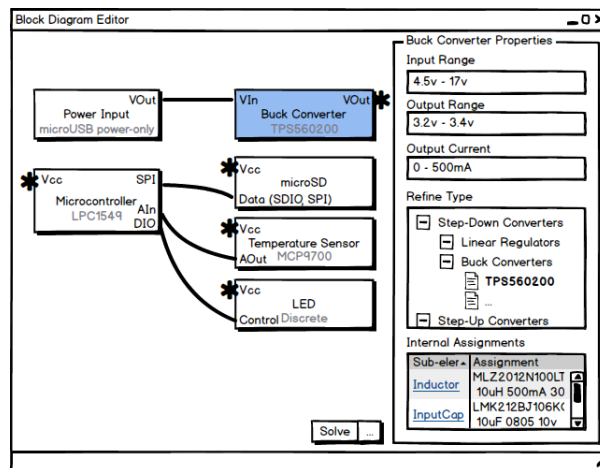 Block Diagram Editor
VOut
Power Input
microUSB power-only
VIn
VOut
Buck Converter
TPS560200
Vcc
SPI
Microcontroller
LPC1549
AIn
DIO
Vcc
microSD
Data (SDIO, SPI)
Vcc
Temperature Sensor
AOut
MCP9700
Vcc
LED
Control
Discrete
Solve
...
Buck Converter Properties
Input Range
4.5v - 17v
Output Range
3.2v - 3.4v
Output Current
0 - 500mA
Refine Type
Step-Down Converters
Linear Regulators
Buck Converters
TPS560200
...
Step-Up Converters
Internal Assignments
Sub-eler
Assignment
Inductor
MLZ2012N100LT
10uH 500mA 30
InputCap
LMK212BJ106K(
10uF 0805 10v